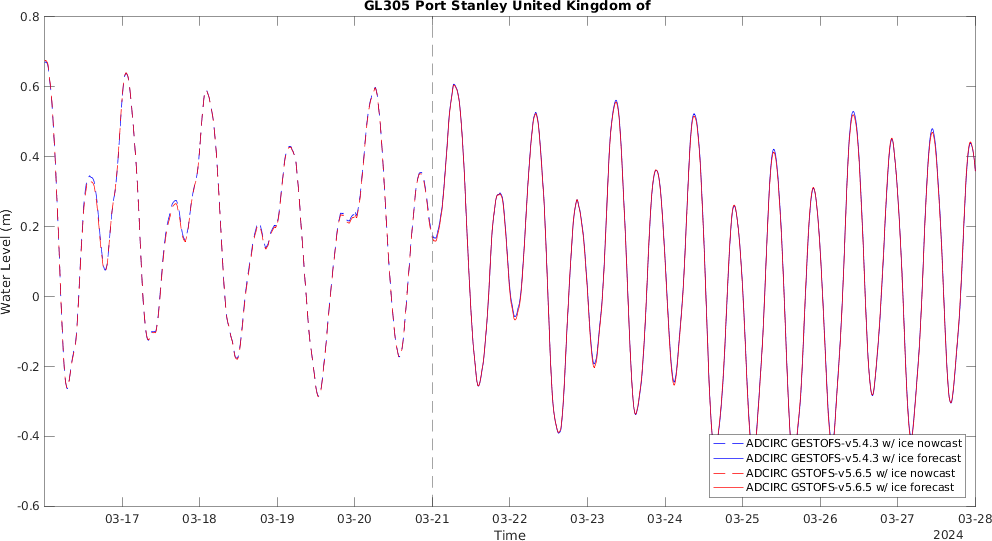 GL305 Port Stanley United Kingdom of
0.8
0.6
0.4
0.2
0
-0.2
-0.4
-0.6
Water Level (m)
ADCIRC GESTOFS-v5.4.3 w/ ice nowcast
ADCIRC GESTOFS-v5.4.3 w/ ice forecast
ADCIRC GSTOFS-v5.6.5 w/ ice nowcast
ADCIRC GSTOFS-v5.6.5 w/ ice forecast
03-17 03-18 03-19 03-20 03-21 03-22 03-23 03-24 03-25 03-26 03-27 03-28
Time
2024